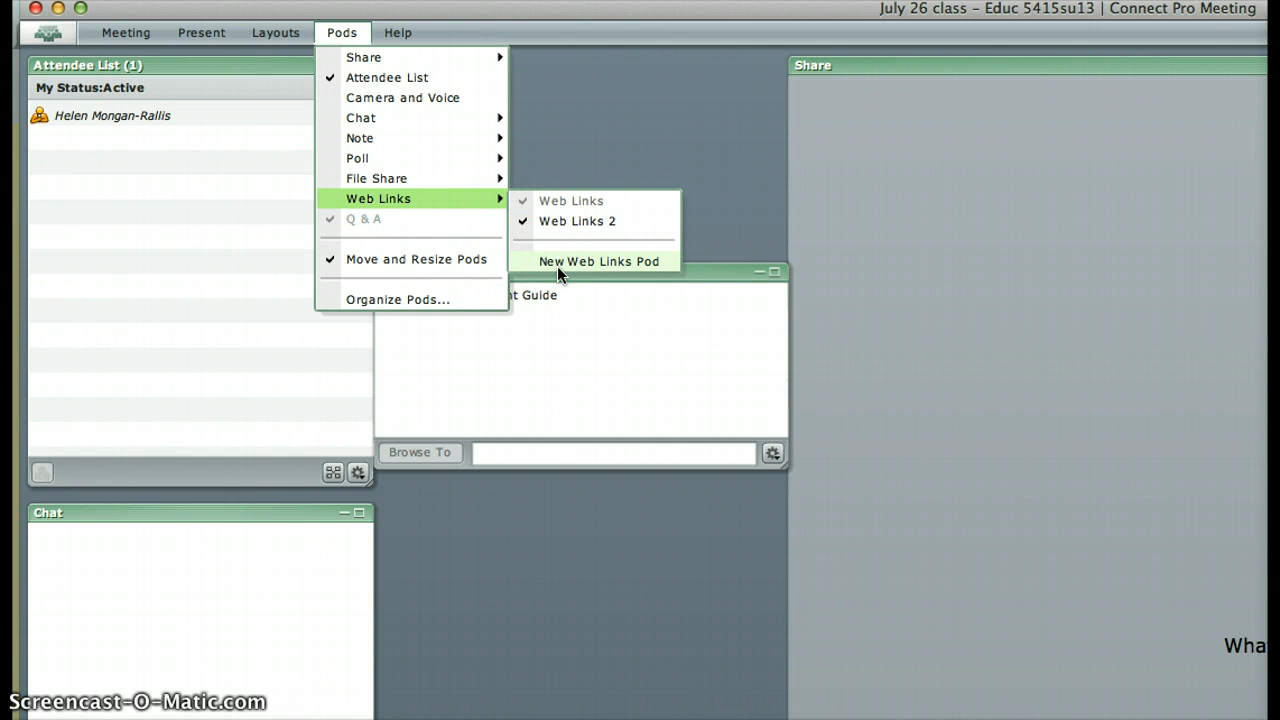 July 26 class - Educ 5415su13 | Connect Pro Meeting
Meeting Present Layouts Pods Help
Attendee List (1)
My Status:Active
Helen Mongan-Rallis
Share
Attendee List
Camera and Voice
Chat
Note
Poll
File Share
Web Links
Q & A
Move and Resize Pods
Organize Pods...
Web Links
Web Links 2
New Web Links Pod
Guide
Browse To
Share
Chat
Screencast-O-Matic.com